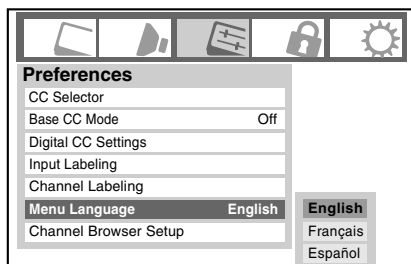 Preferences
CC Selector
Base CC Mode Off
Digital CC Settings
Input Labeling
Channel Labeling
Menu Language English
Channel Browser Setup
English
Français
Español